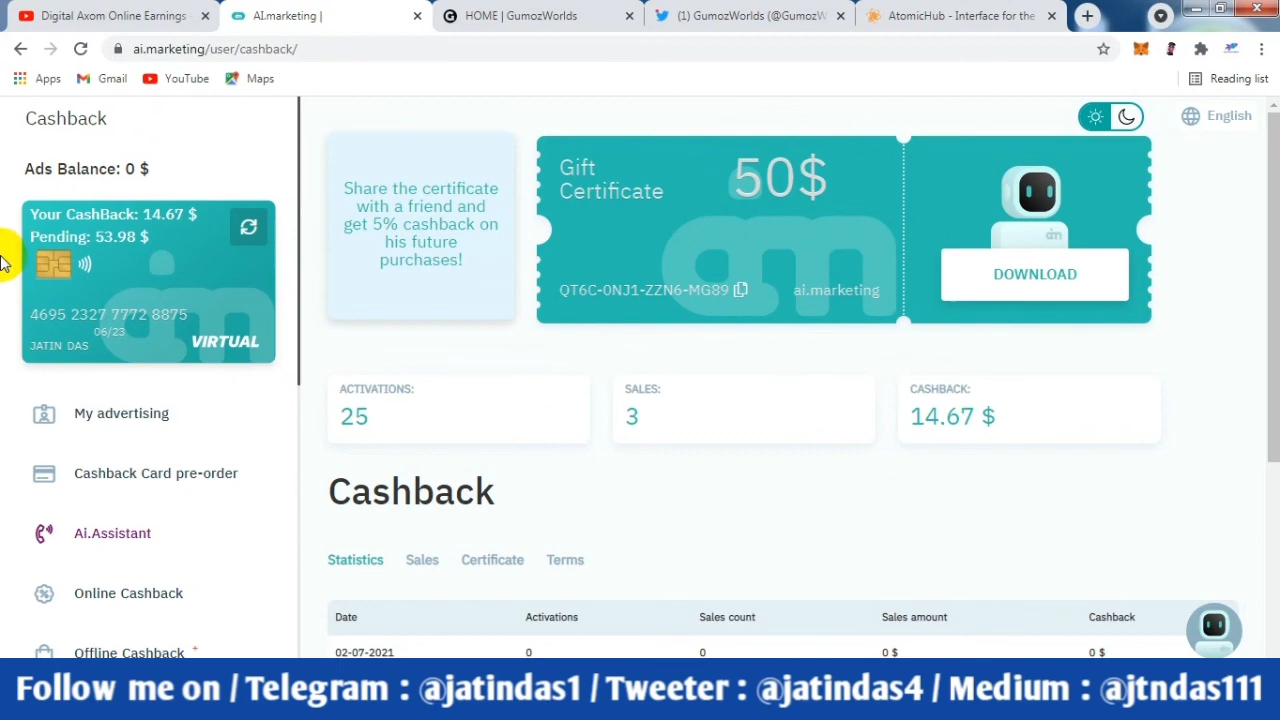 Digital Axom Online Earnings
AI.marketing |
HOME | GumozWorlds
(1) GumozWorlds (@GumozW
AtomicHub - Interface for the
ai.marketing/user/cashback/
Apps
Gmail
YouTube
Maps
Reading list
Cashback
Ads Balance: 0 $
Your CashBack: 14.67 $
Pending: 53.98 $
4695 2327 7772 8875
06/23
JATIN DAS
VIRTUAL
My advertising
Cashback Card pre-order
Ai.Assistant
Online Cashback
Offline Cashback *
English
Share the certificate
with a friend and
get 5% cashback on
his future
purchases!
Gift
Certificate
50$
QT6C-0NJ1-ZZN6-MG89
ai.marketing
am
DOWNLOAD
ACTIVATIONS:
25
SALES:
3
CASHBACK:
14.67 $
Cashback
Statistics Sales Certificate Terms
Date Activations Sales count Sales amount Cashback
02-07-2021 0 0 0 $ 0 $
Follow me on / Telegram : @jatindas1 / Tweeter : @jatindas4 / Medium : @jtndas111